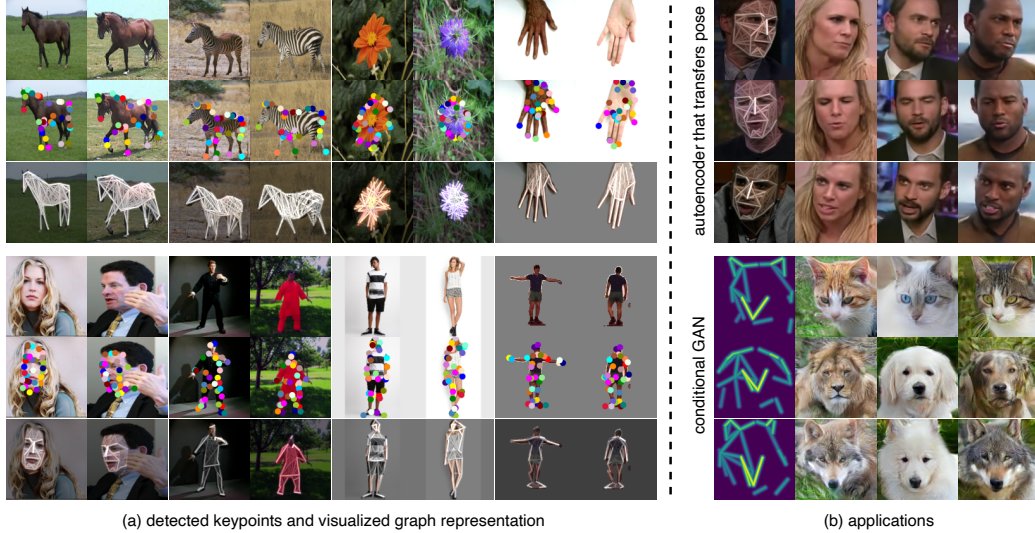 autoencoder that transfers pose
conditional GAN
(a) detected keypoints and visualized graph representation
(b) applications